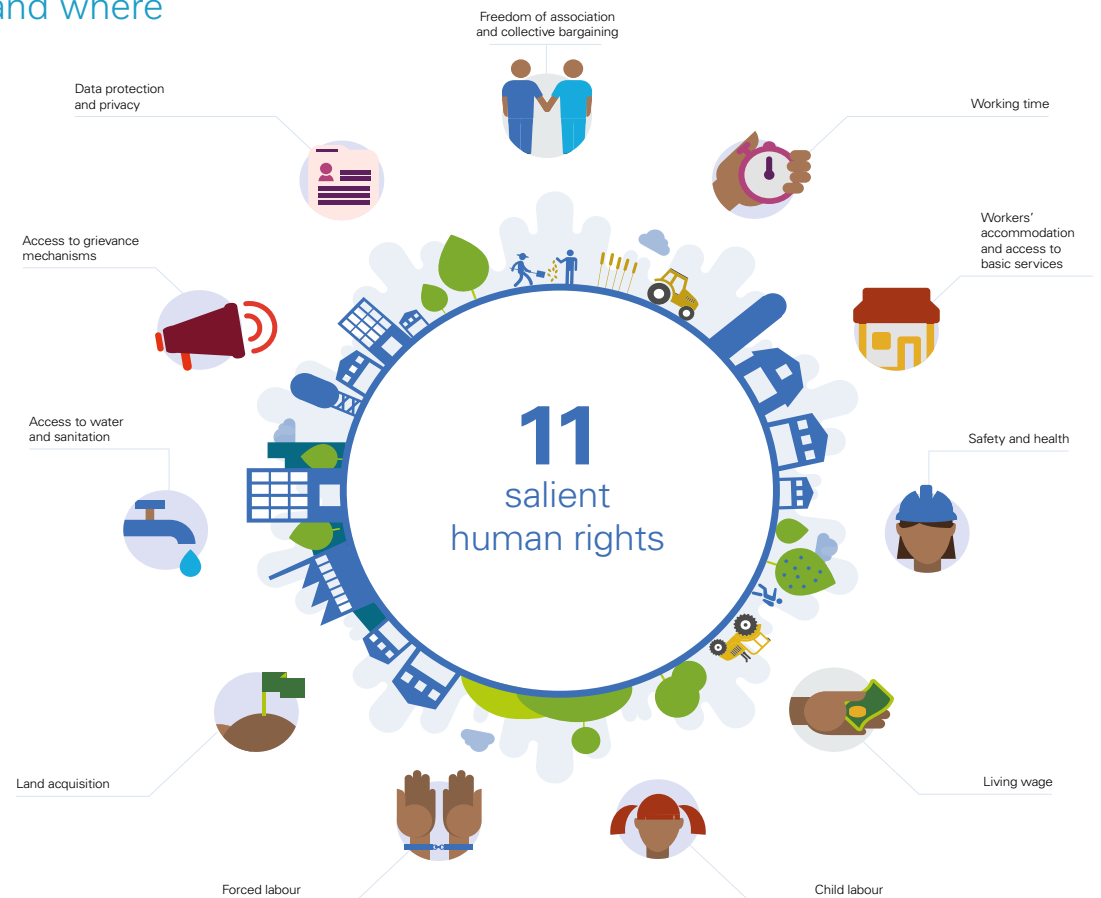 and where
Freedom of association
and collective bargaining
Data protection
and privacy
Working time
Workers'
accommodation
and access to
basic services
Access to grievance
mechanisms
Access to water
and sanitation
Safety and health
11
salient
human rights
Land acquisition
Living wage
Forced labour
Child labour